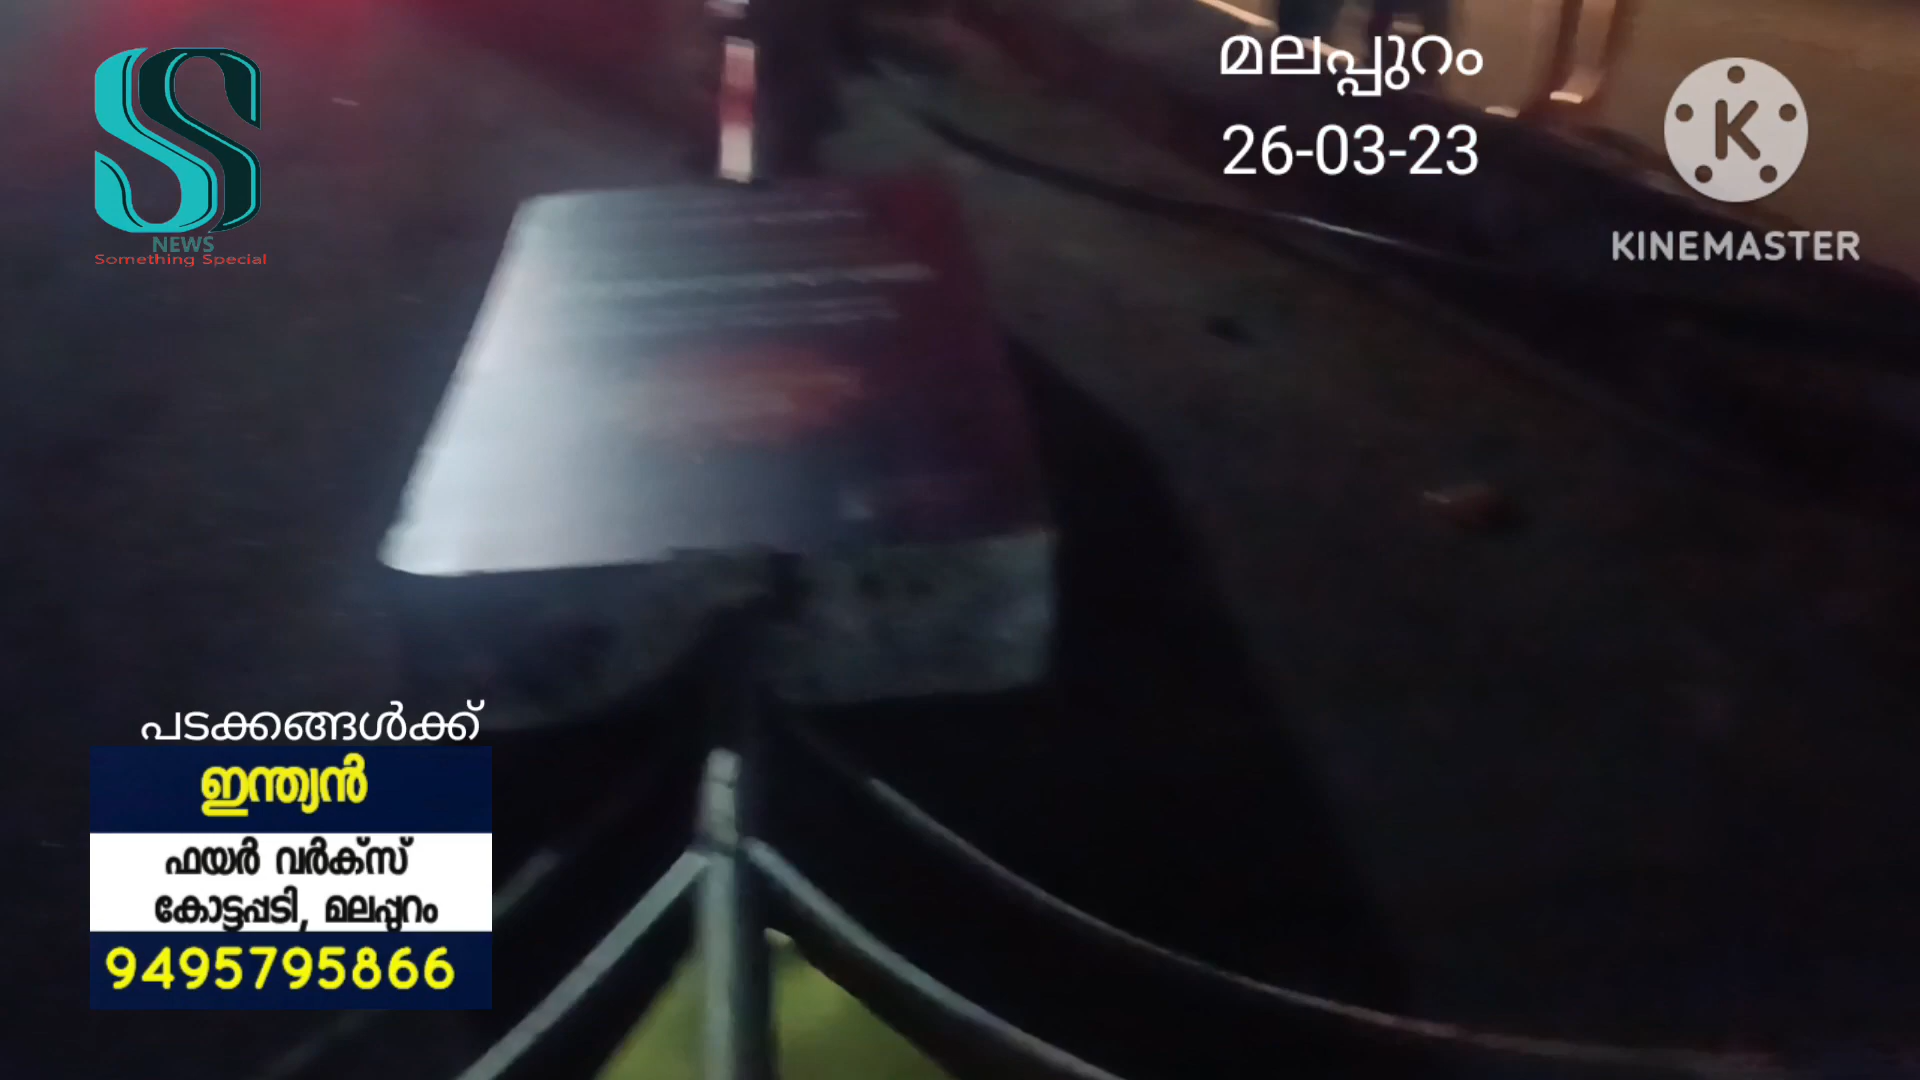 മലപ്പുറം
26-03-23
NEWS
Something Special
KINEMASTER
പടക്കങ്ങൾക്ക്
ഇന്ത്യൻ
ഫയർ വർക്സ്
കോട്ടപ്പടി, മലപ്പുറം
9495795866